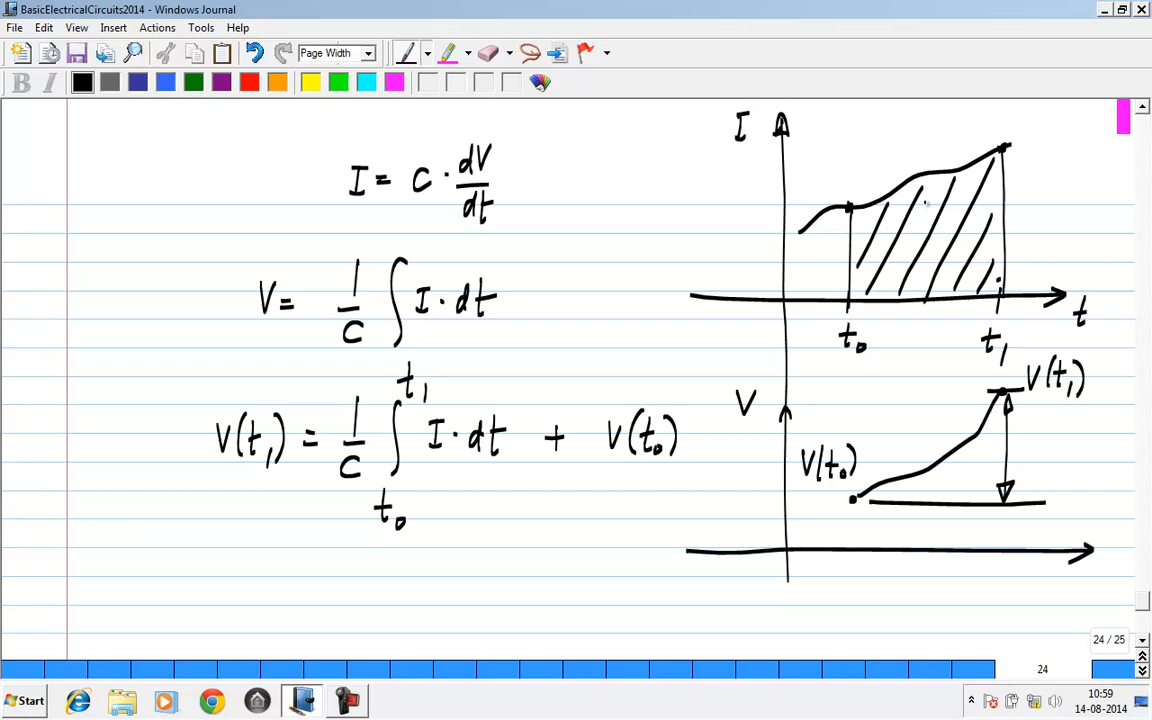 BasicElectricalCircuits2014 - Windows Journal
File Edit View Insert Actions Tools Help
Page Width
B I
I = C · dV/dt
V = 1/C ∫ I · dt
V(t₁) = 1/C ∫ₜ₀ᵗ¹ I · dt + V(t₀)
I
t₀ t₁ t
V
V(t₀)
V(t₁)
24 / 25
24
Start
10:59
14-08-2014